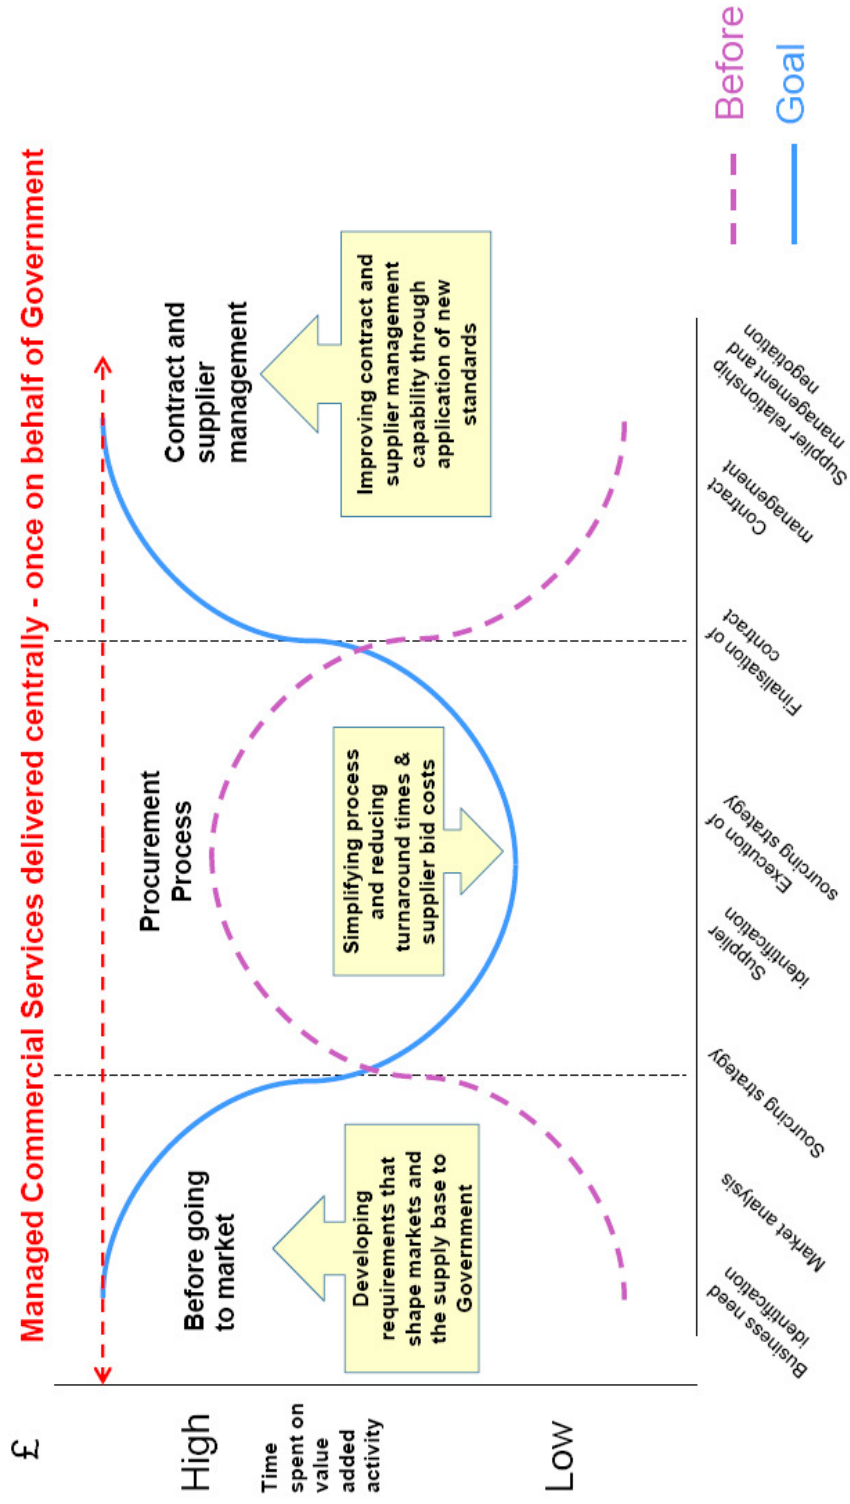 Managed Commercial Services delivered centrally - once on behalf of Government
£
High
Time
spent on
value
added
activity
Low
Before going
to market
Developing
requirements that
shape markets and
the supply base to
Government
Procurement
Process
Simplifying process
and reducing
turnaround times &
supplier bid costs
Contract and
supplier
management
Improving contract and
supplier management
capability through
application of new
standards
Business need
identification
Market analysis
Sourcing strategy
Supplier
identification
Execution of
sourcing strategy
Finalisation of
contract
Contract
management
Supplier relationship
management and
negotiation
Before
Goal